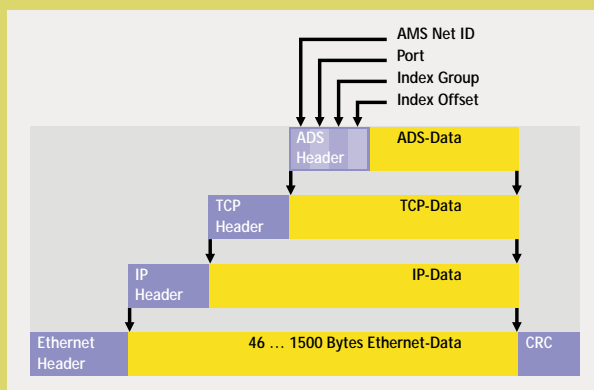 AMS Net ID
Port
Index Group
Index Offset
ADS
Header
ADS-Data
TCP
Header
TCP-Data
IP
Header
IP-Data
Ethernet
Header
46 … 1500 Bytes Ethernet-Data
CRC